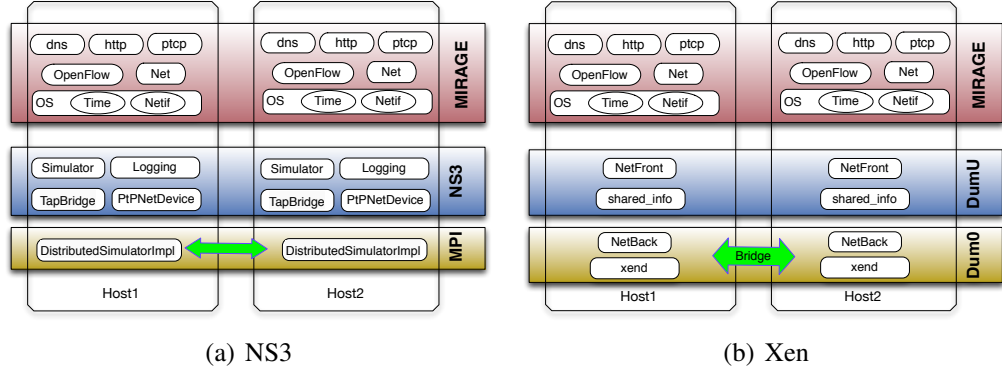 dns http ptcp
OpenFlow Net
OS Time Netif
dns http ptcp
OpenFlow Net
OS Time Netif
MIRAGE
Simulator Logging
TapBridge PtPNetDevice
Simulator Logging
TapBridge PtPNetDevice
NS3
DistributedSimulatorImpl
DistributedSimulatorImpl
MPI
Host1
Host2
(a) NS3
dns http ptcp
OpenFlow Net
OS Time Netif
dns http ptcp
OpenFlow Net
OS Time Netif
MIRAGE
NetFront
shared_info
NetFront
shared_info
DumU
NetBack
xend
Bridge
NetBack
xend
Dum0
Host1
Host2
(b) Xen